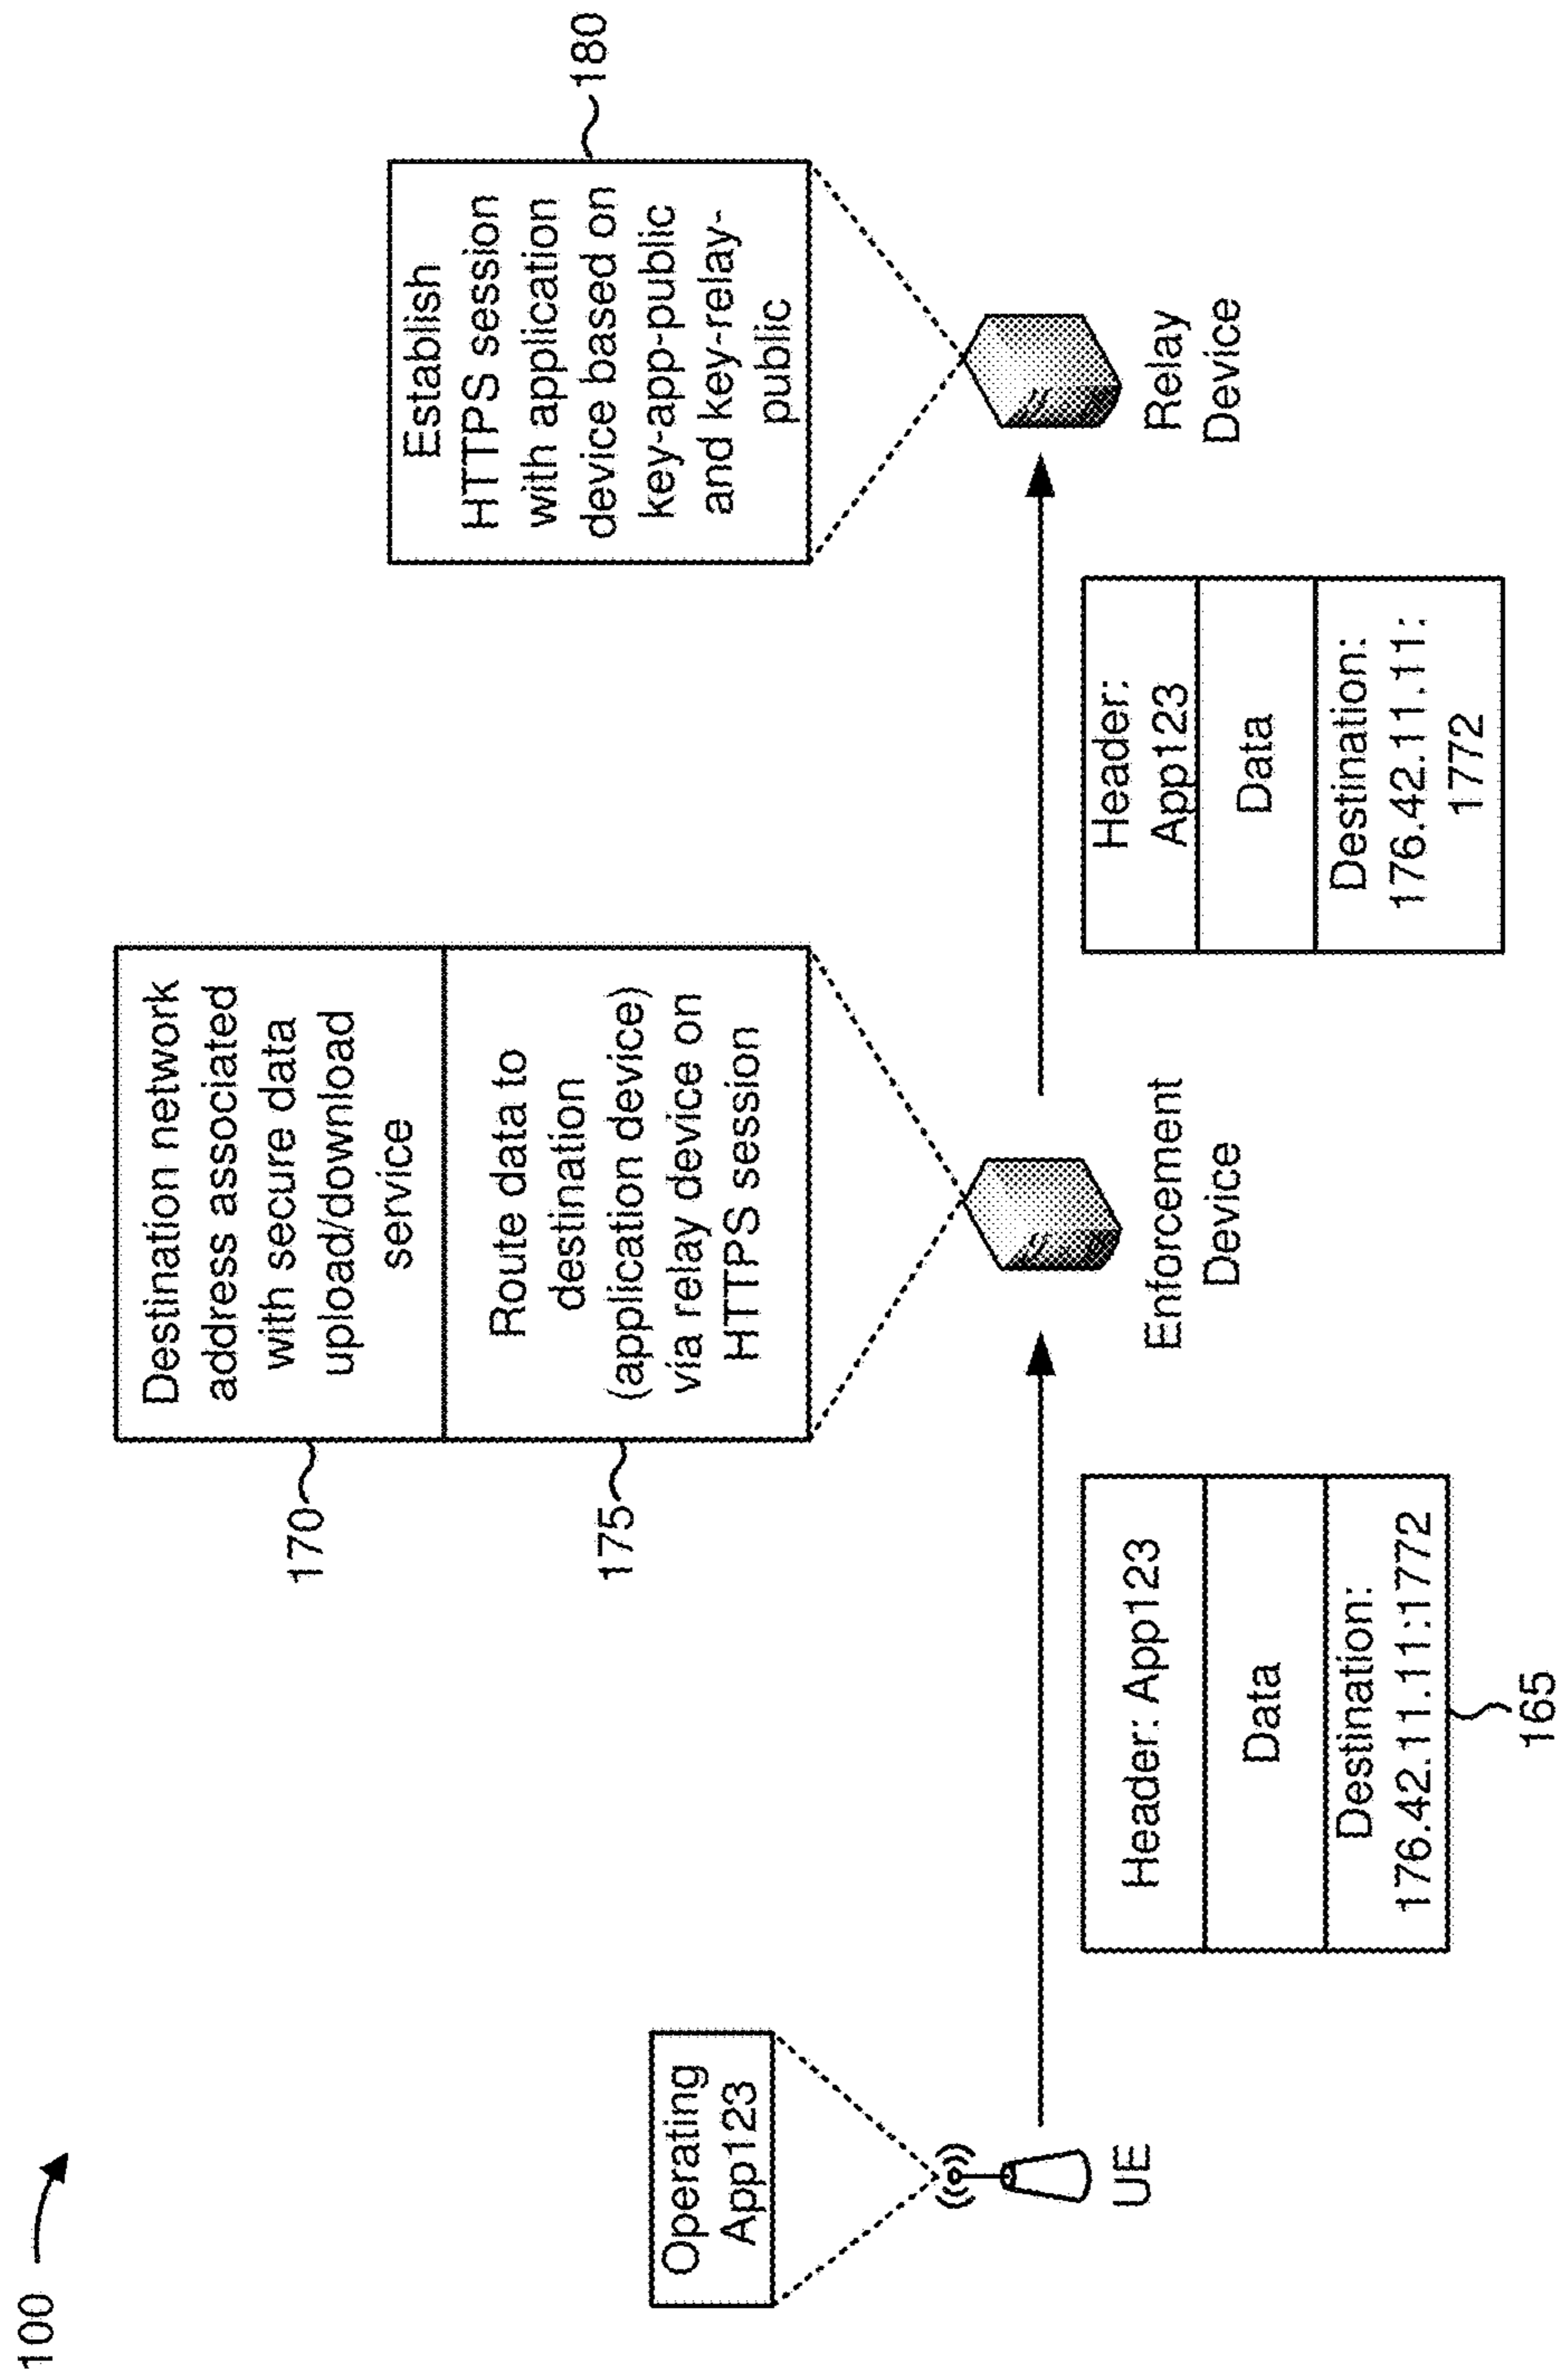 100
Operating
App123
UE
Header: App123
Data
Destination:
176.42.11.11:1772
165
170
Destination network
address associated
with secure data
upload/download
service
175
Route data to
destination
(application device)
via relay device on
HTTPS session
Enforcement
Device
Header:
App123
Data
Destination:
176.42.11.11:
1772
Establish
HTTPS session
with application
device based on
key-app-public
and key-relay-
public
180
Relay
Device